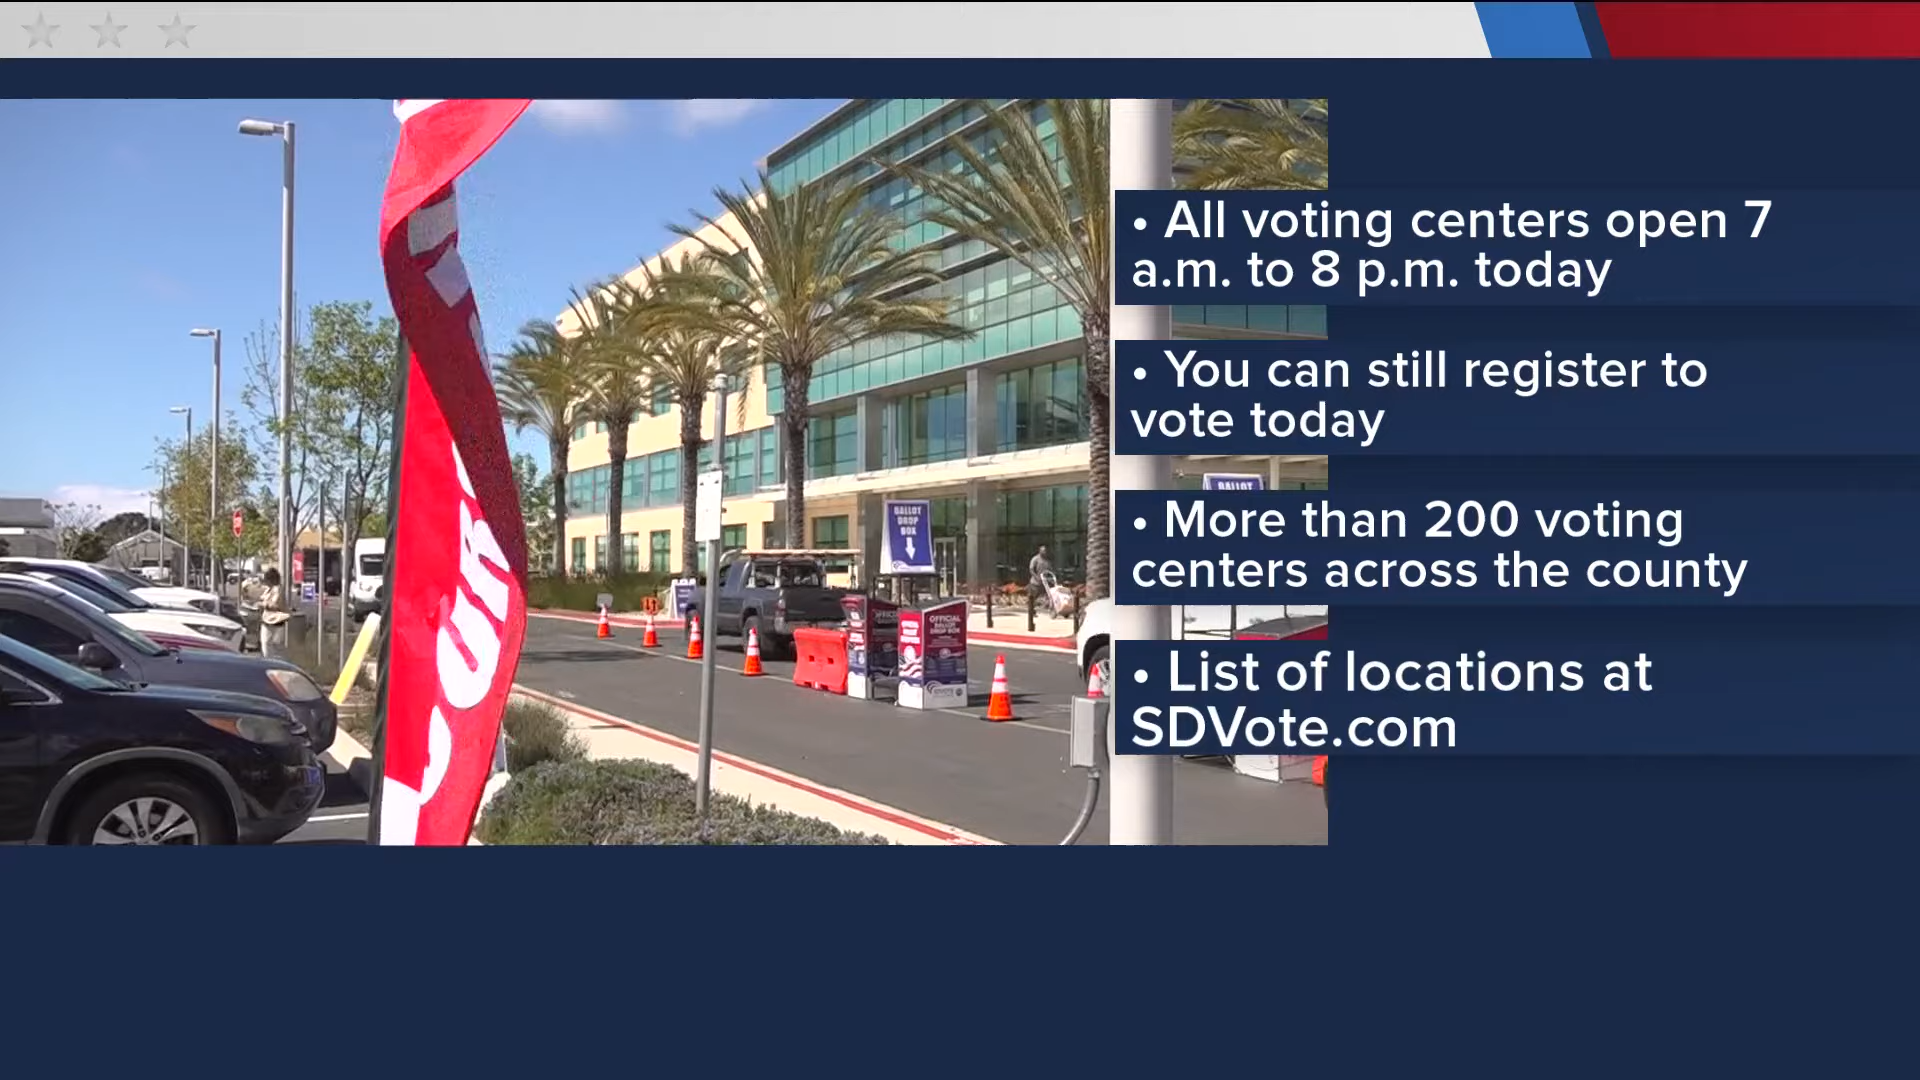 • All voting centers open 7
a.m. to 8 p.m. today
• You can still register to
vote today
• More than 200 voting
centers across the county
• List of locations at
SDVote.com
BALLOT
DROP
BOX
BALLOT
OFFICIAL
BALLOT
DROP BOX